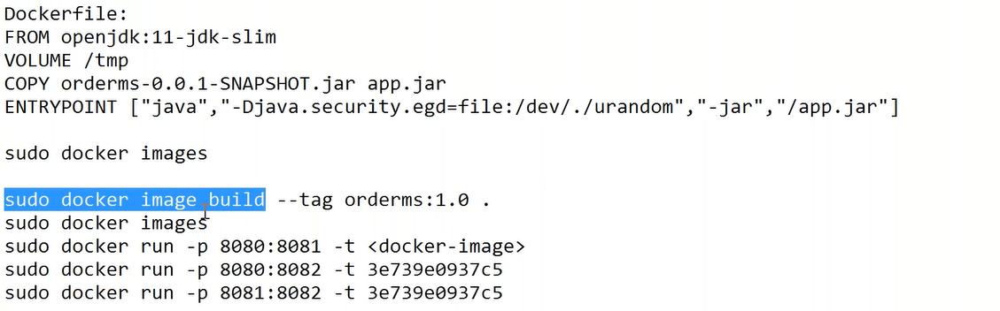 Dockerfile:
FROM openjdk:11-jdk-slim
VOLUME /tmp
COPY orderms-0.0.1-SNAPSHOT.jar app.jar
ENTRYPOINT ["java","-Djava.security.egd=file:/dev/./urandom","-jar","/app.jar"]
sudo docker images
sudo docker image build --tag orderms:1.0 .
sudo docker images
sudo docker run -p 8080:8081 -t <docker-image>
sudo docker run -p 8080:8082 -t 3e739e0937c5
sudo docker run -p 8081:8082 -t 3e739e0937c5